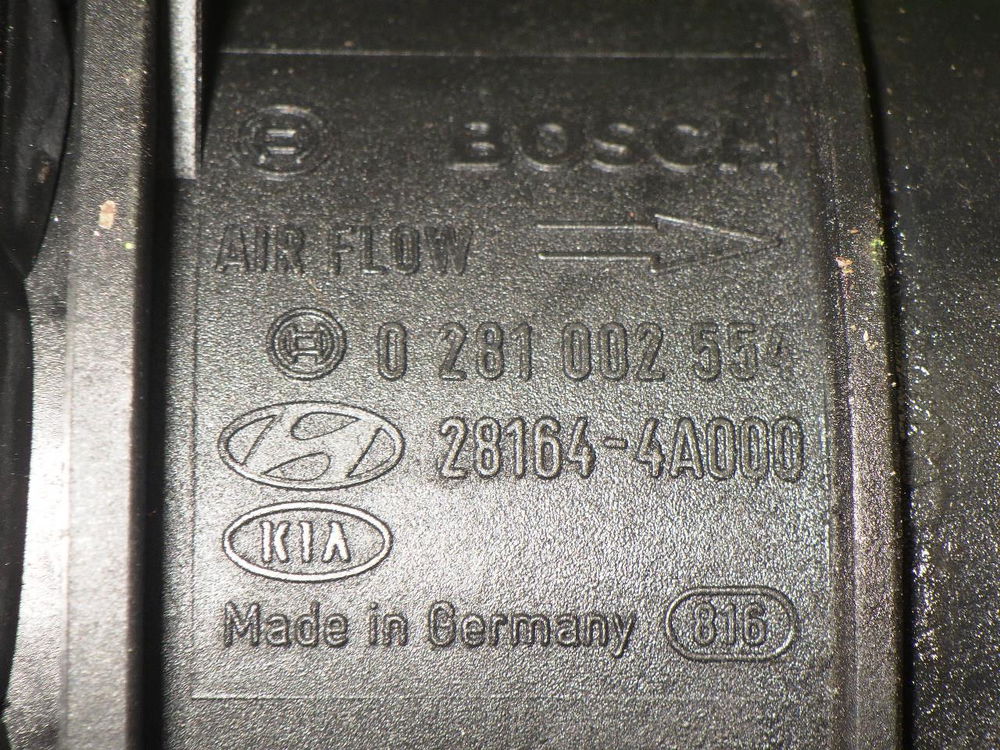 BOSCH
AIR FLOW
0 281 002 554
28164-4A000
KIA
Made in Germany 816